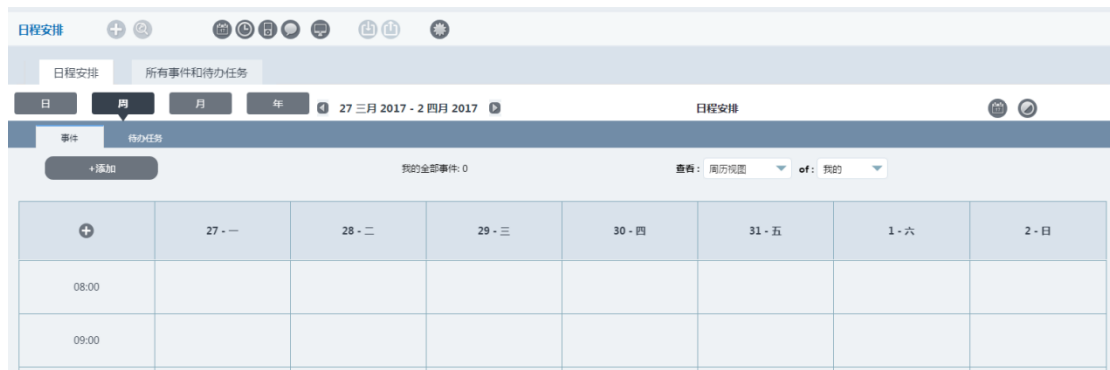 日程安排
日程安排 所有事件和待办任务
日 周 月 年 27 三月 2017 - 2 四月 2017 日程安排
事件 待办任务
+添加 我的全部事件: 0 查看: 周历视图 of: 我的
27 - 一 28 - 二 29 - 三 30 - 四 31 - 五 1 - 六 2 - 日
08:00
09:00